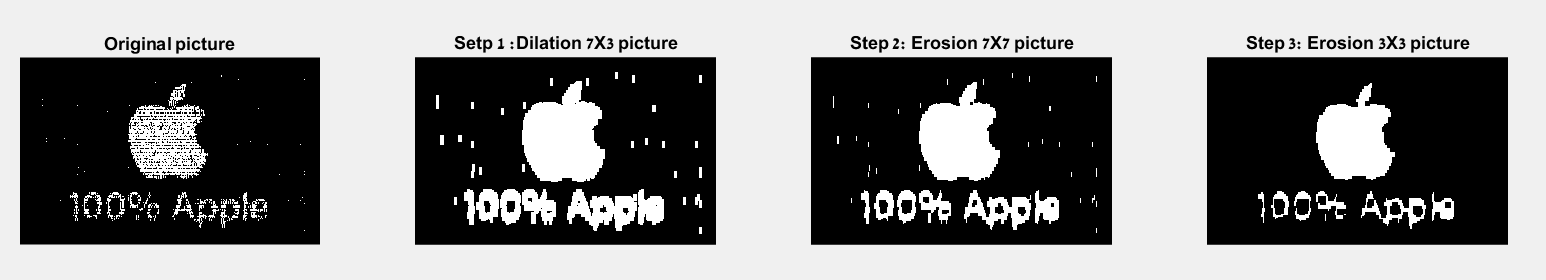 Original picture
Setp 1 :Dilation 7X3 picture
Step 2: Erosion 7X7 picture
Step 3: Erosion 3X3 picture
100% Apple
100% Apple
100% Apple
100% Apple